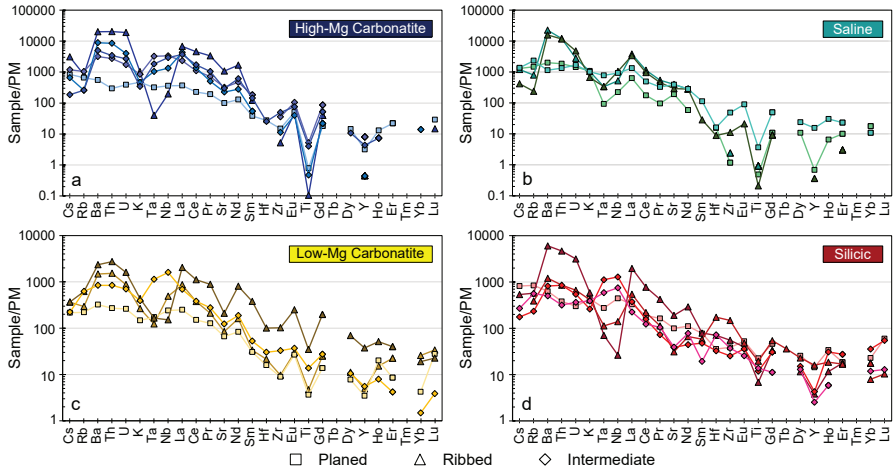 100000
10000
1000
100
10
1
0.1
Sample/PM
High-Mg Carbonatite
a
Cs Rb Ba Th U K Ta Nb La Ce Pr Sr Nd Sm Hf Zr Eu Ti Gd Tb Dy Y Ho Er Tm Yb Lu
100000
10000
1000
100
10
1
0.1
Sample/PM
Saline
b
Cs Rb Ba Th U K Ta Nb La Ce Pr Sr Nd Sm Hf Zr Eu Ti Gd Tb Dy Y Ho Er Tm Yb Lu
10000
1000
100
10
1
Sample/PM
Low-Mg Carbonatite
c
Cs Rb Ba Th U K Ta Nb La Ce Pr Sr Nd Sm Hf Zr Eu Ti Gd Tb Dy Y Ho Er Tm Yb Lu
10000
1000
100
10
1
Sample/PM
Silicic
d
Cs Rb Ba Th U K Ta Nb La Ce Pr Sr Nd Sm Hf Zr Eu Ti Gd Tb Dy Y Ho Er Tm Yb Lu
Planed Ribbed Intermediate